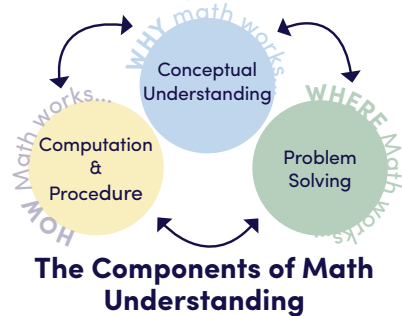 WHY math works...
Conceptual
Understanding
HOW Math works...
Computation
&
Procedure
WHERE Math works...
Problem
Solving
The Components of Math
Understanding